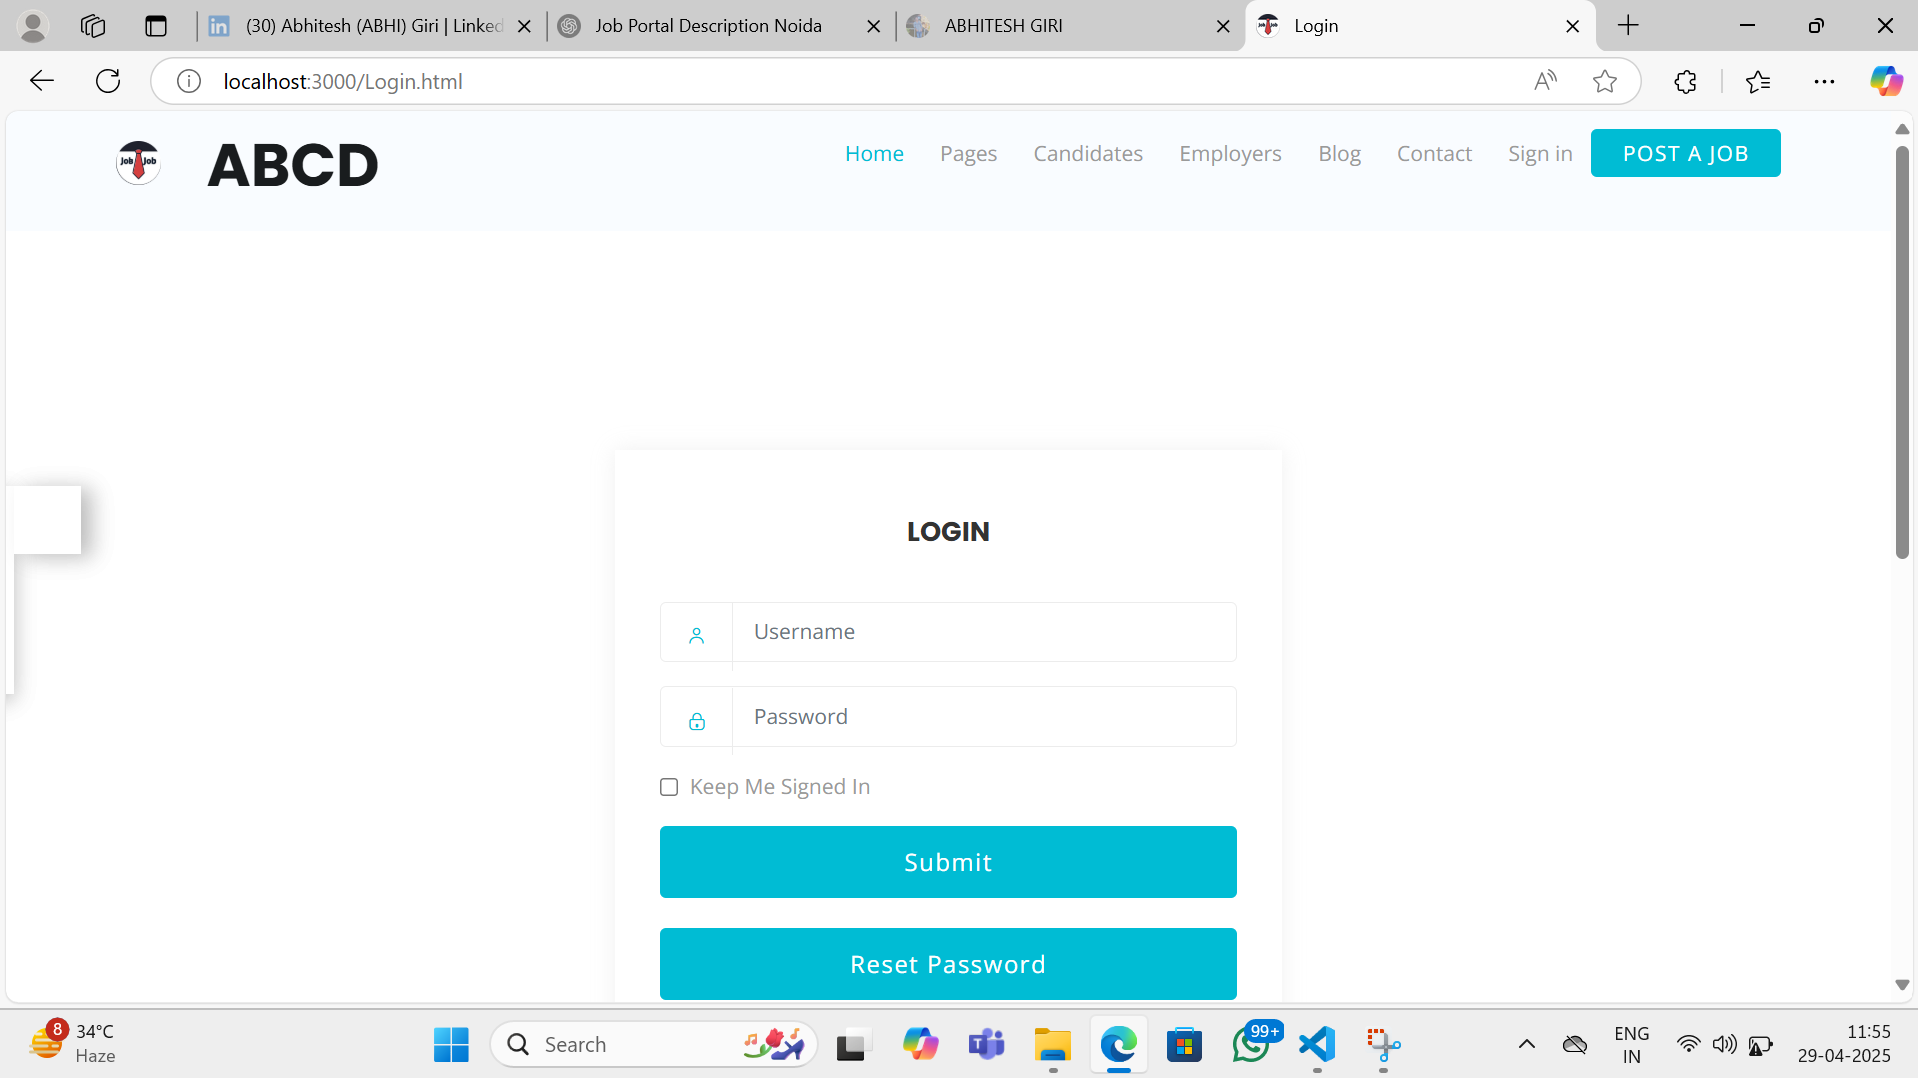 (30) Abhitesh (ABHI) Giri | Linked
Job Portal Description Noida
ABHITESH GIRI
Login
localhost:3000/Login.html
Job Job
ABCD
Home
Pages
Candidates
Employers
Blog
Contact
Sign in
POST A JOB
LOGIN
Username
Password
Keep Me Signed In
Submit
Reset Password
8
34°C
Haze
Search
99+
ENG
IN
11:55
29-04-2025